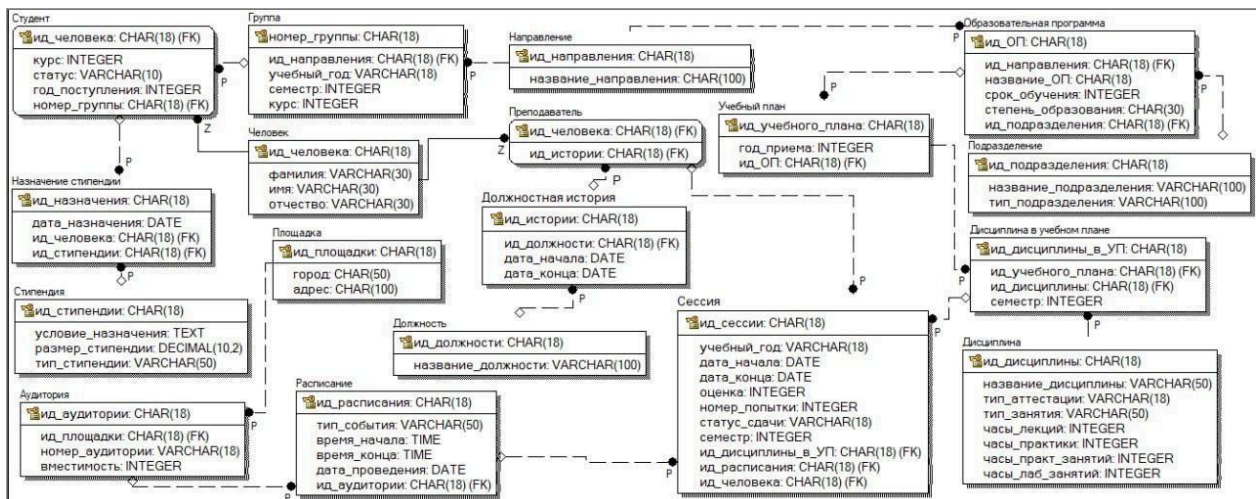 Студент
ид_человека: CHAR(18) (FK)
курс: INTEGER
статус: VARCHAR(10)
год_поступления: INTEGER
номер_группы: CHAR(18) (FK)
P
Z
P
Группа
номер_группы: CHAR(18)
ид_направления: CHAR(18) (FK)
учебный_год: VARCHAR(18)
семестр: INTEGER
курс: INTEGER
P
Направление
ид_направления: CHAR(18)
название_направления: CHAR(100)
P
Образовательная программа
ид_ОП: CHAR(18)
ид_направления: CHAR(18) (FK)
название_ОП: CHAR(18)
срок_обучения: INTEGER
степень_образования: CHAR(30)
ид_подразделения: CHAR(18) (FK)
P
Человек
ид_человека: CHAR(18)
фамилия: VARCHAR(30)
имя: VARCHAR(30)
отчество: VARCHAR(30)
Преподаватель
ид_человека: CHAR(18) (FK)
ид_истории: CHAR(18) (FK)
Z
P
P
Учебный план
ид_учебного_плана: CHAR(18)
год_приема: INTEGER
ид_ОП: CHAR(18) (FK)
P
Подразделение
ид_подразделения: CHAR(18)
название_подразделения: VARCHAR(100)
тип_подразделения: VARCHAR(100)
Назначение стипендии
ид_назначения: CHAR(18)
дата_назначения: DATE
ид_человека: CHAR(18) (FK)
ид_стипендии: CHAR(18) (FK)
P
Площадка
ид_площадки: CHAR(18)
город: CHAR(50)
адрес: CHAR(100)
Должностная история
ид_истории: CHAR(18)
ид_должности: CHAR(18) (FK)
дата_начала: DATE
дата_конца: DATE
P
Дисциплина в учебном плане
ид_дисциплины_в_УП: CHAR(18)
ид_учебного_плана: CHAR(18) (FK)
ид_дисциплины: CHAR(18) (FK)
семестр: INTEGER
P
P
Стипендия
ид_стипендии: CHAR(18)
условие_назначения: TEXT
размер_стипендии: DECIMAL(10,2)
тип_стипендии: VARCHAR(50)
Должность
ид_должности: CHAR(18)
название_должности: VARCHAR(100)
Сессия
ид_сессии: CHAR(18)
учебный_год: VARCHAR(18)
дата_начала: DATE
дата_конца: DATE
оценка: INTEGER
номер_попытки: INTEGER
статус_сдачи: VARCHAR(18)
семестр: INTEGER
ид_дисциплины_в_УП: CHAR(18) (FK)
ид_расписания: CHAR(18) (FK)
ид_человека: CHAR(18) (FK)
P
P
Дисциплина
ид_дисциплины: CHAR(18)
название_дисциплины: VARCHAR(50)
тип_аттестации: VARCHAR(18)
тип_занятия: VARCHAR(50)
часы_лекций: INTEGER
часы_практики: INTEGER
часы_практ_занятий: INTEGER
часы_лаб_занятий: INTEGER
Аудитория
ид_аудитории: CHAR(18)
ид_площадки: CHAR(18) (FK)
номер_аудитории: VARCHAR(18)
вместимость: INTEGER
P
Расписание
ид_расписания: CHAR(18)
тип_события: VARCHAR(50)
время_начала: TIME
время_конца: TIME
дата_проведения: DATE
ид_аудитории: CHAR(18) (FK)
P